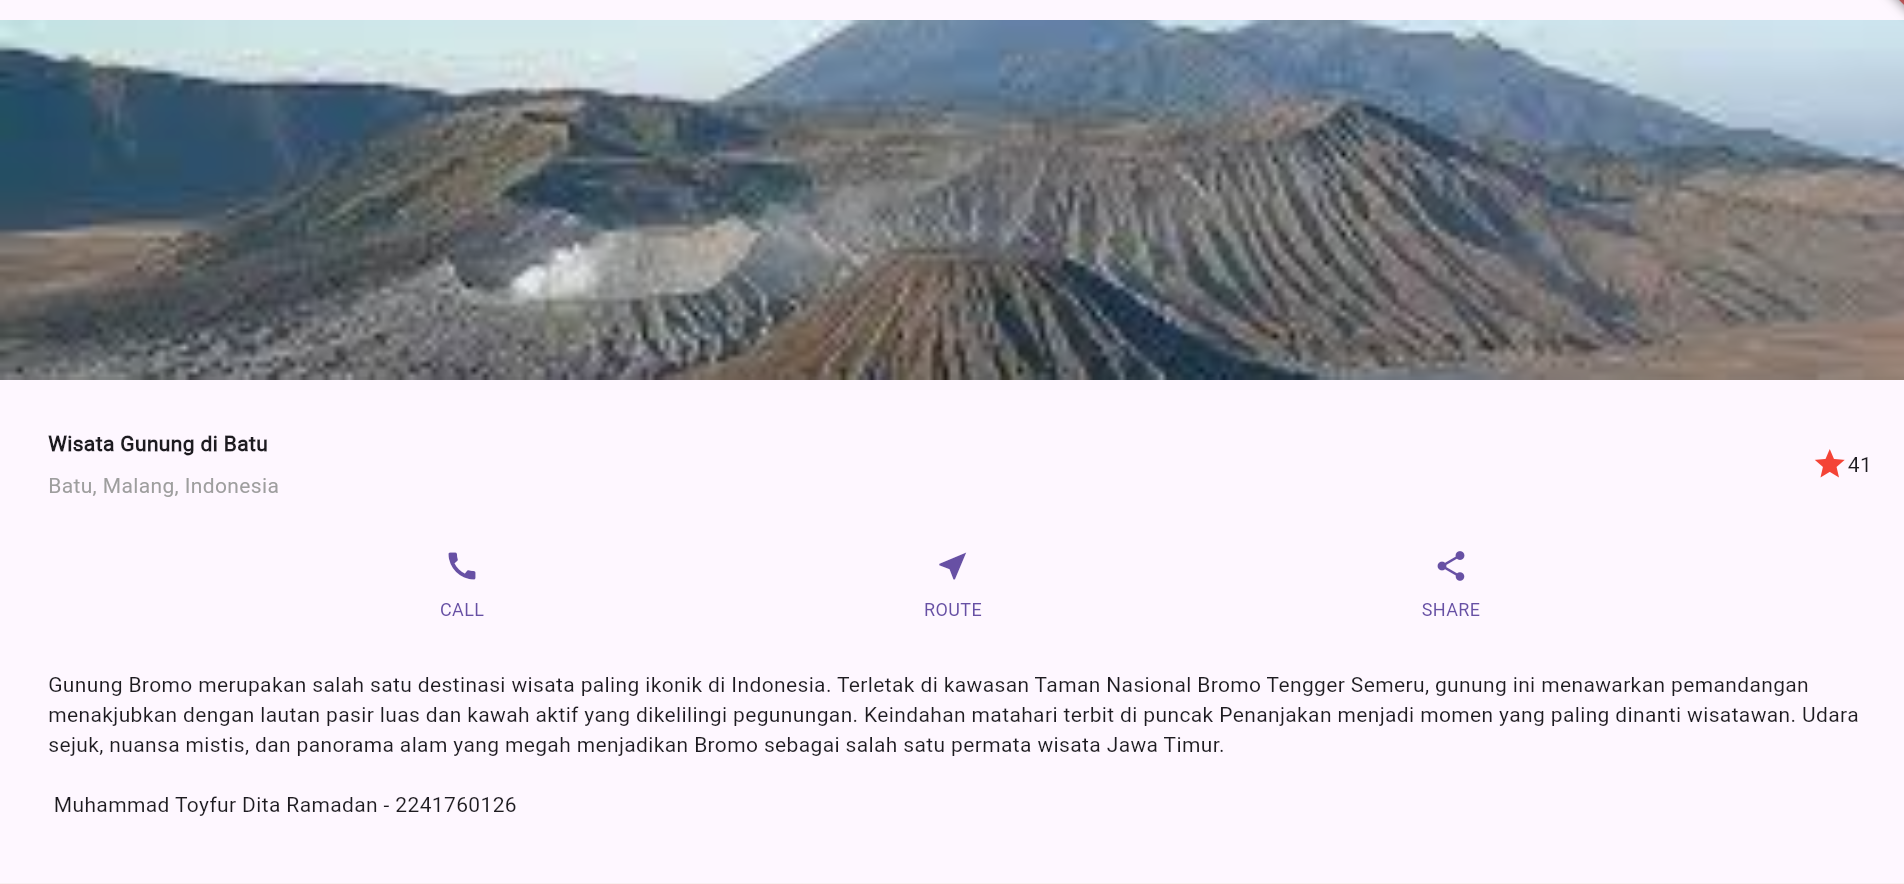 Wisata Gunung di Batu
Batu, Malang, Indonesia
41
CALL
ROUTE
SHARE
Gunung Bromo merupakan salah satu destinasi wisata paling ikonik di Indonesia. Terletak di kawasan Taman Nasional Bromo Tengger Semeru, gunung ini menawarkan pemandangan
menakjubkan dengan lautan pasir luas dan kawah aktif yang dikelilingi pegunungan. Keindahan matahari terbit di puncak Penanjakan menjadi momen yang paling dinanti wisatawan. Udara
sejuk, nuansa mistis, dan panorama alam yang megah menjadikan Bromo sebagai salah satu permata wisata Jawa Timur.
Muhammad Toyfur Dita Ramadan - 2241760126